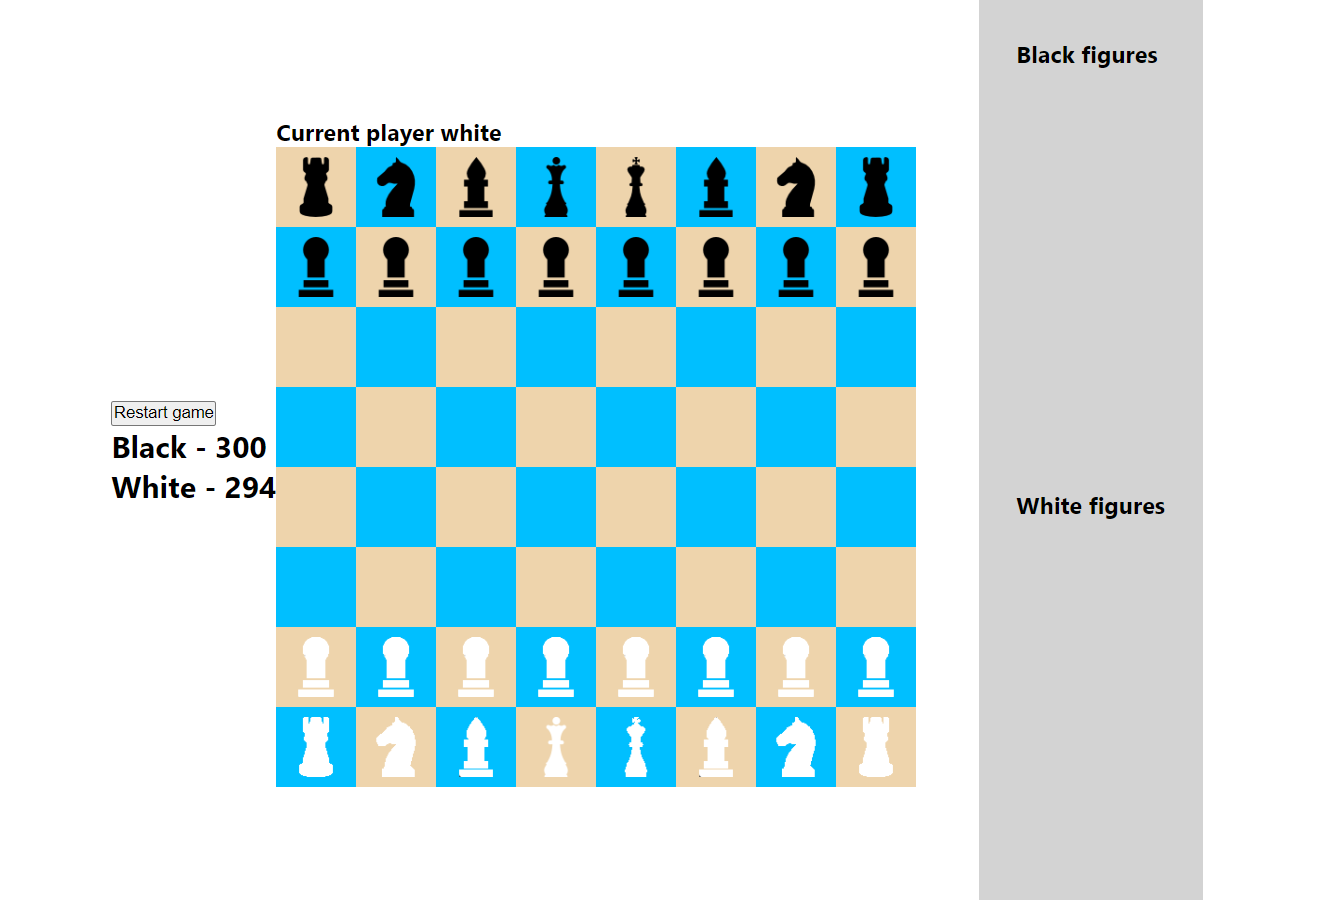 Black figures
Current player white
Restart game
Black - 300
White - 294
White figures